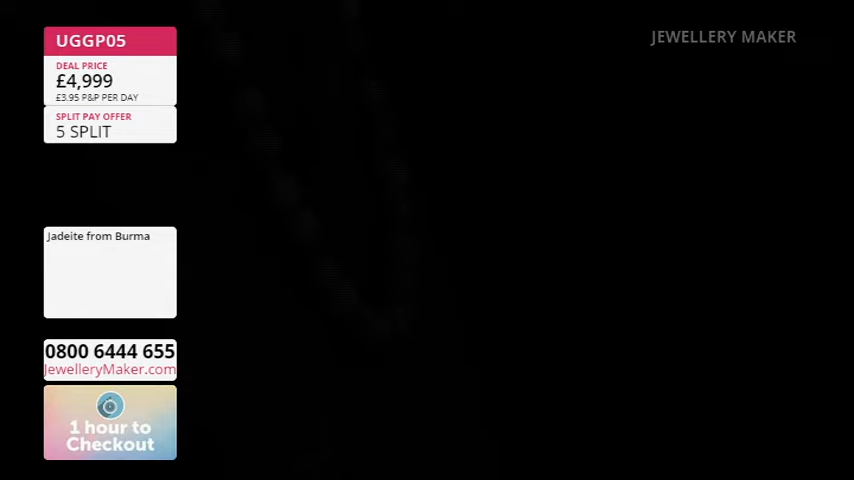 UGGP05
DEAL PRICE
£4,999
£3.95 P&P PER DAY
SPLIT PAY OFFER
5 SPLIT
JEWELLERY MAKER
Jadeite from Burma
0800 6444 655
JewelleryMaker.com
1 hour to
Checkout